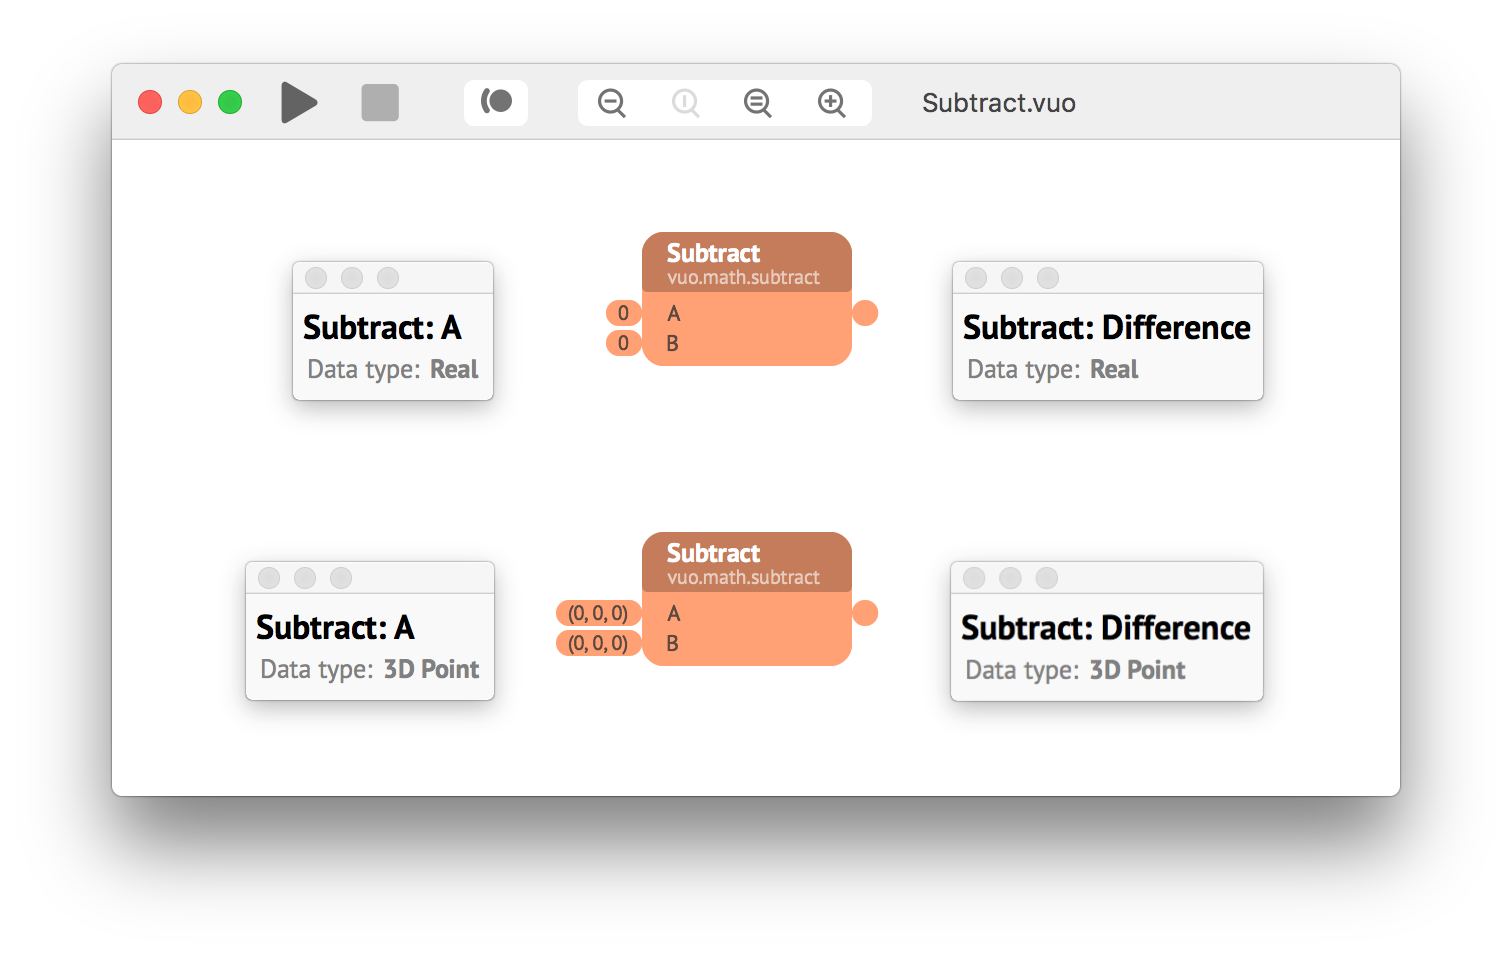 Subtract.vuo
Subtract
vuo.math.subtract
Subtract: A
Data type: Real
0 A
0 B
Subtract: Difference
Data type: Real
Subtract
vuo.math.subtract
Subtract: A
Data type: 3D Point
(0, 0, 0) A
(0, 0, 0) B
Subtract: Difference
Data type: 3D Point